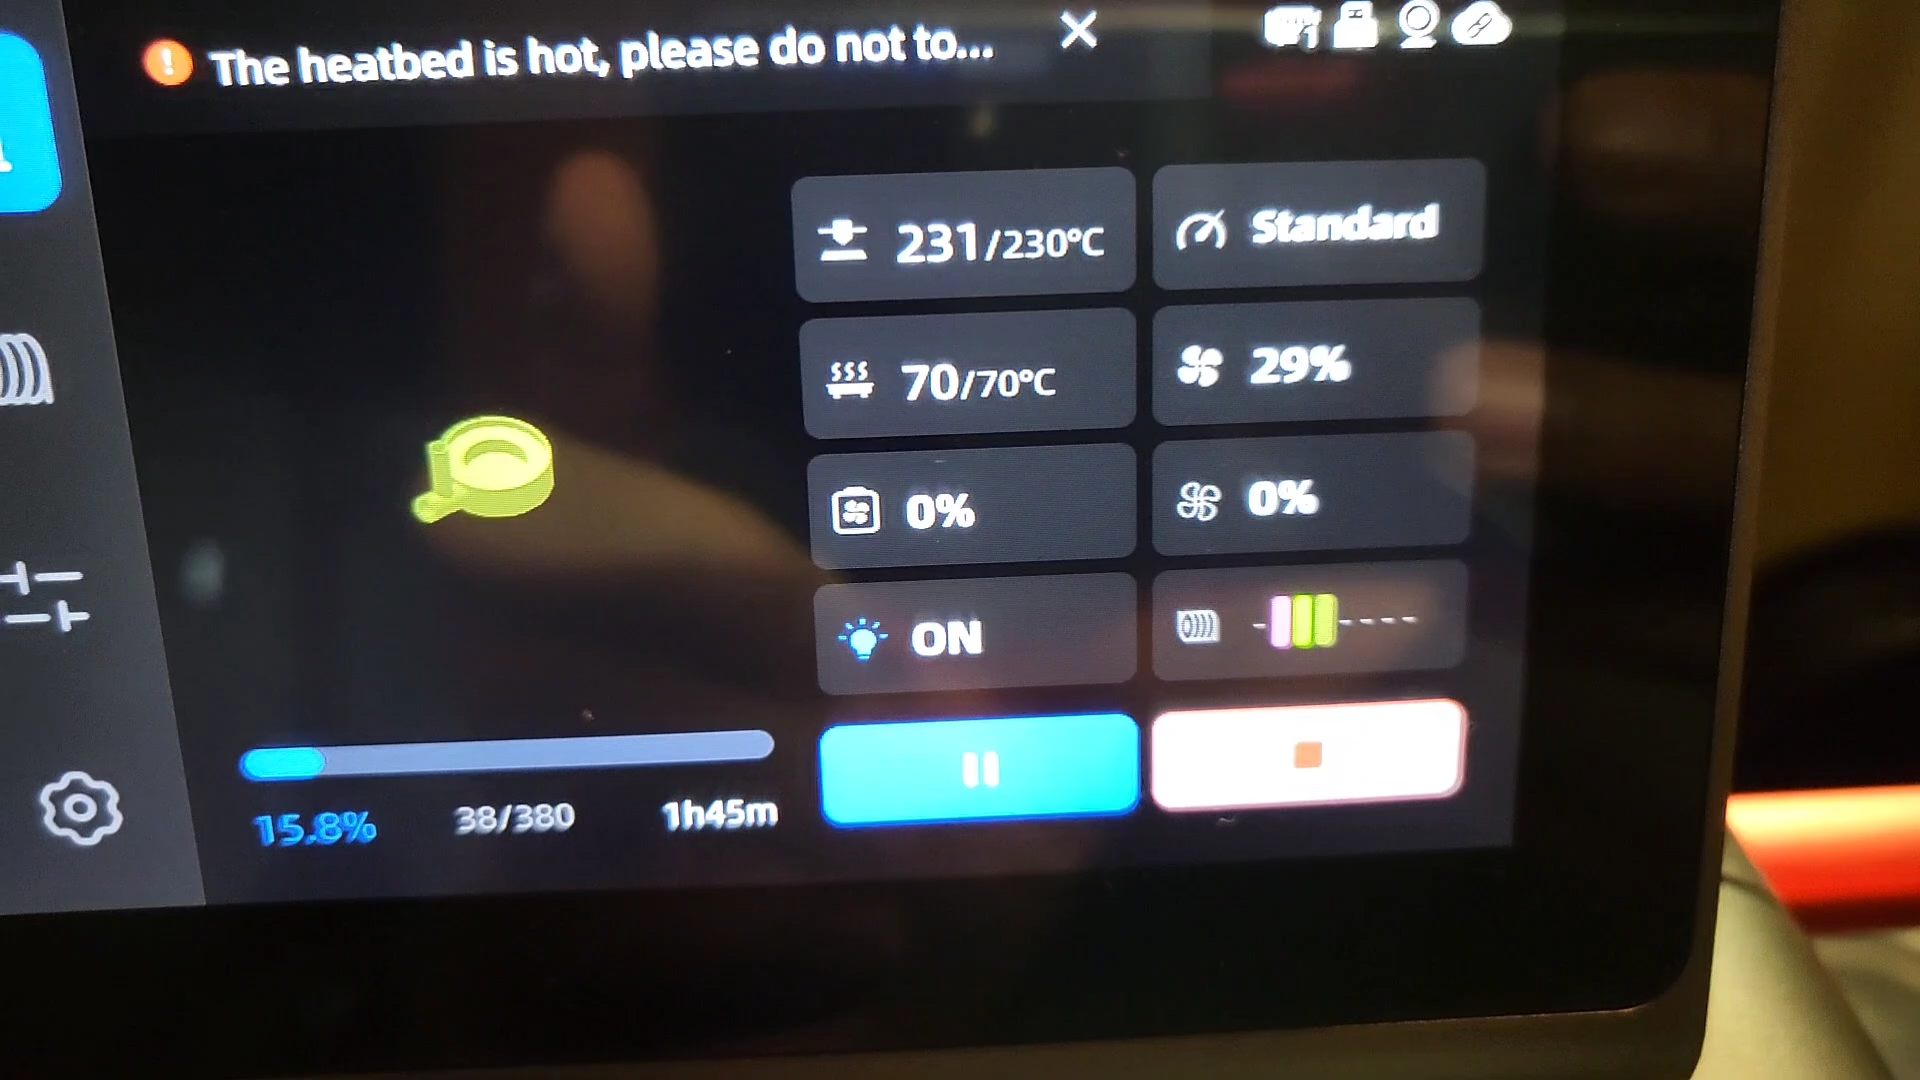 The heatbed is hot, please do not to...
231/230°C
Standard
70/70°C
29%
0%
0%
ON
15.8%
38/380
1h45m